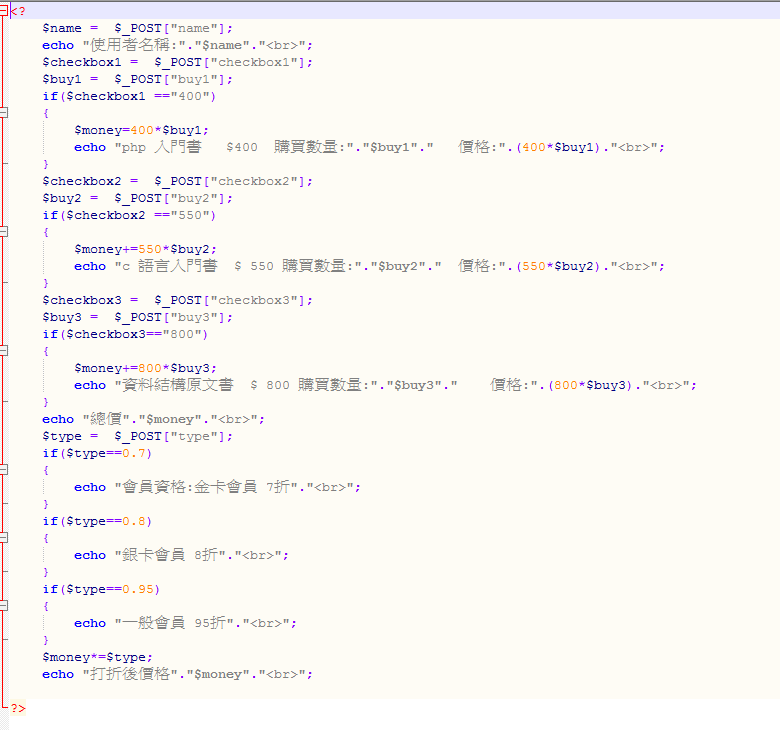 <?
$name =  $_POST["name"];
echo "使用者名稱:"."$name"."<br>";
$checkbox1 =  $_POST["checkbox1"];
$buy1 =  $_POST["buy1"];
if($checkbox1 =="400")
{
$money=400*$buy1;
echo "php 入門書   $400  購買數量:"."$buy1"."   價格:".(400*$buy1)."<br>";
}
$checkbox2 =  $_POST["checkbox2"];
$buy2 =  $_POST["buy2"];
if($checkbox2 =="550")
{
$money+=550*$buy2;
echo "c 語言入門書  $ 550 購買數量:"."$buy2"."   價格:".(550*$buy2)."<br>";
}
$checkbox3 =  $_POST["checkbox3"];
$buy3 =  $_POST["buy3"];
if($checkbox3=="800")
{
$money+=800*$buy3;
echo "資料結構原文書  $ 800 購買數量:"."$buy3"."    價格:".(800*$buy3)."<br>";
}
echo "總價"."$money"."<br>";
$type =  $_POST["type"];
if($type==0.7)
{
echo "會員資格:金卡會員 7折"."<br>";
}
if($type==0.8)
{
echo "銀卡會員 8折"."<br>";
}
if($type==0.95)
{
echo "一般會員 95折"."<br>";
}
$money*=$type;
echo "打折後價格"."$money"."<br>";
?>